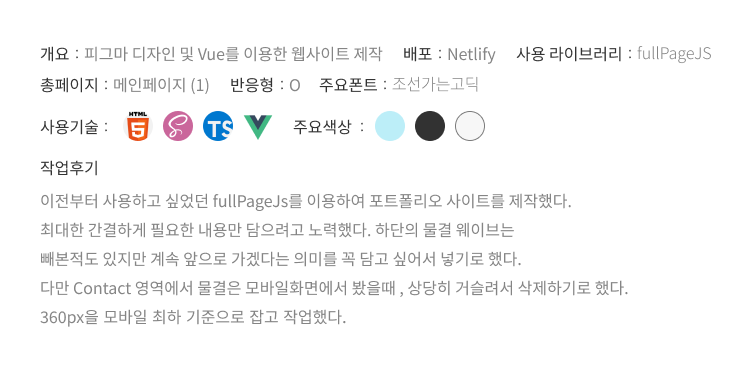 개요 : 피그마 디자인 및 Vue를 이용한 웹사이트 제작 배포 : Netlify 사용 라이브러리 : fullPageJS
총페이지 : 메인페이지 (1) 반응형 : O 주요폰트 : 조선가는고딕
사용기술 : HTML 5 TS 주요색상 :
작업후기
이전부터 사용하고 싶었던 fullPageJs를 이용하여 포트폴리오 사이트를 제작했다.
최대한 간결하게 필요한 내용만 담으려고 노력했다. 하단의 물결 웨이브는
빼본적도 있지만 계속 앞으로 가겠다는 의미를 꼭 담고 싶어서 넣기로 했다.
다만 Contact 영역에서 물결은 모바일화면에서 봤을때 , 상당히 거슬려서 삭제하기로 했다.
360px을 모바일 최하 기준으로 잡고 작업했다.